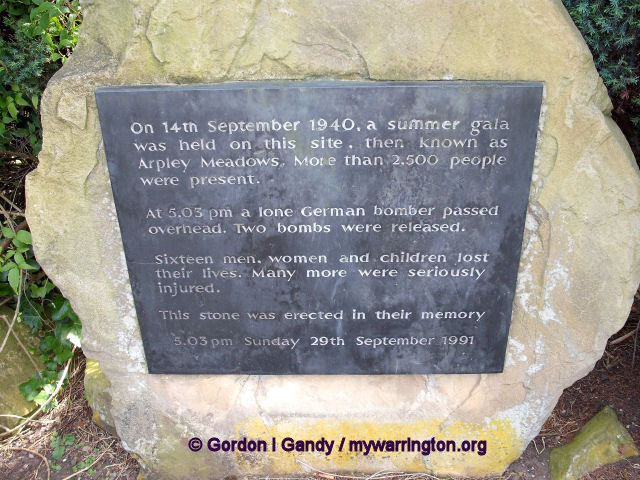 On 14th September 1940, a summer gala
was held on this site, then known as
Arpley Meadows. More than 2,500 people
were present.
At 5.03 pm a lone German bomber passed
overhead. Two bombs were released.
Sixteen men, women and children lost
their lives. Many more were seriously
injured.
This stone was erected in their memory
5.03 pm Sunday 29th September 1991
© Gordon I Gandy / mywarrington.org